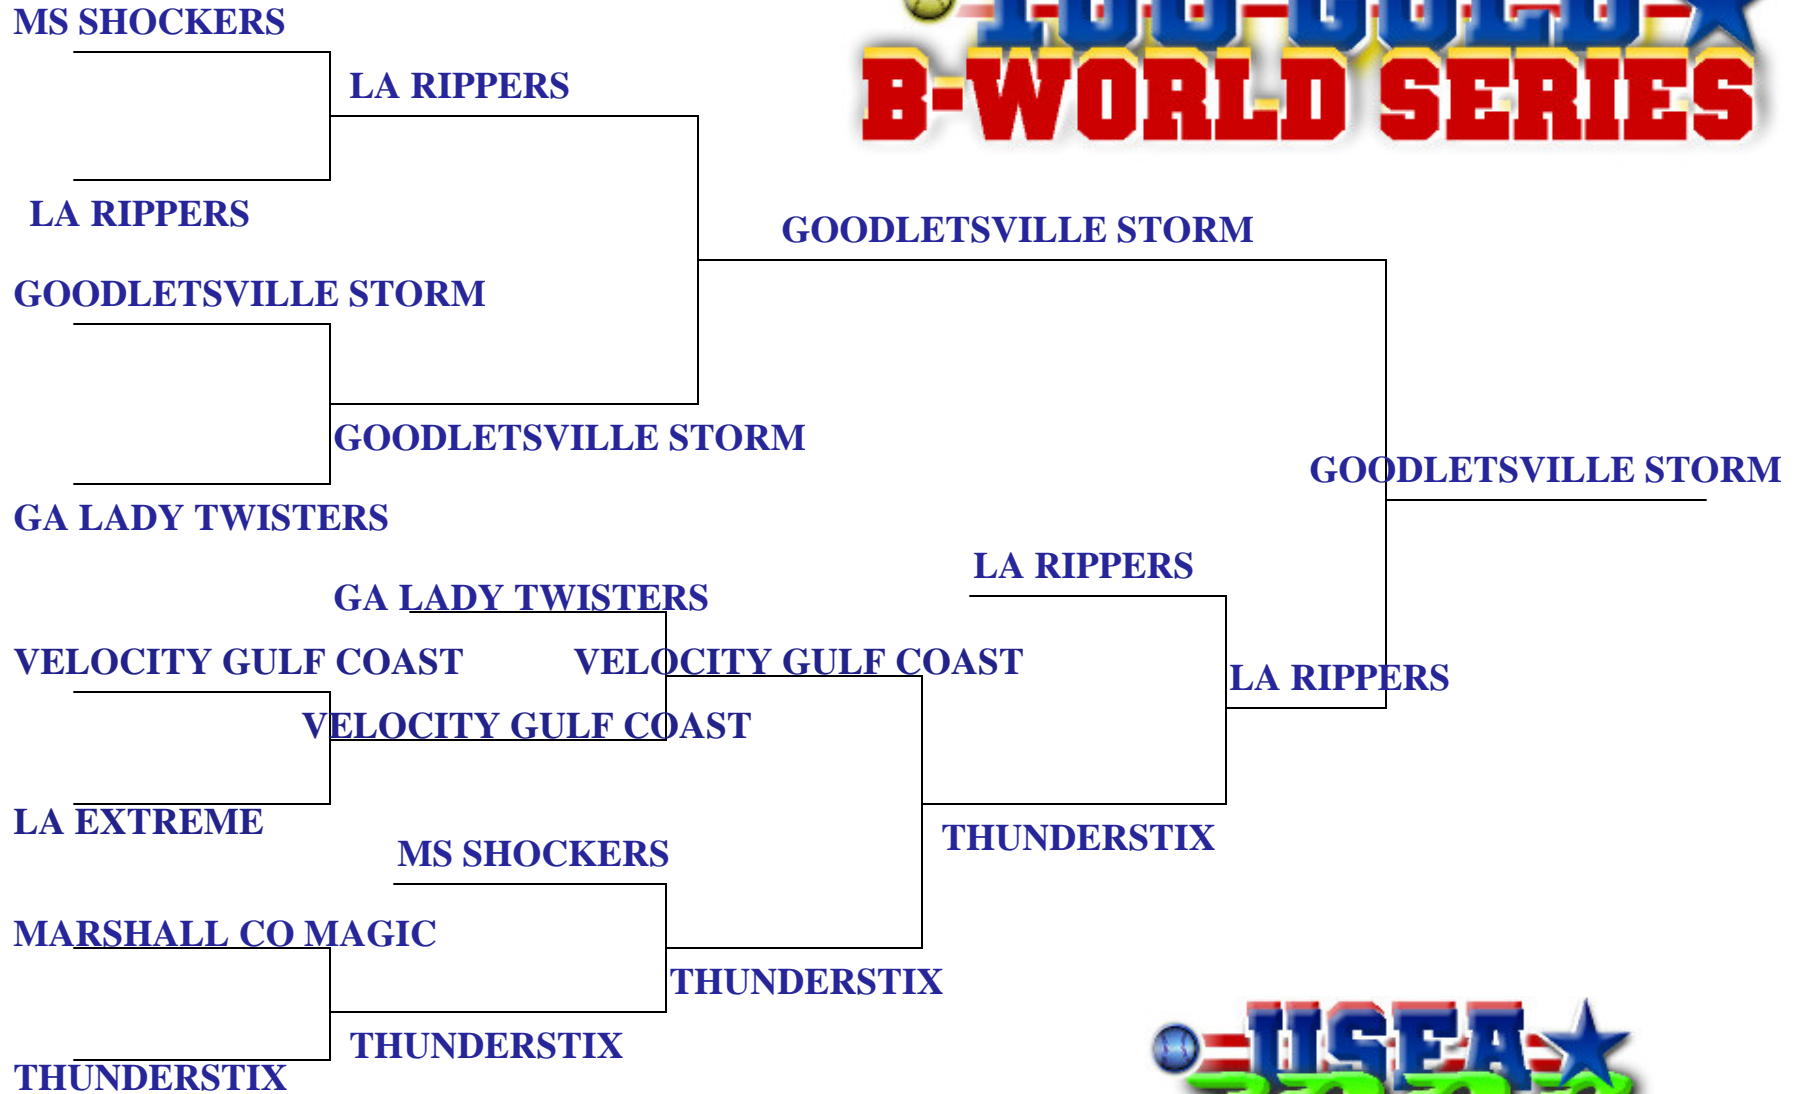 MS SHOCKERS
B-WORLD SERIES
LA RIPPERS
LA RIPPERS
GOODLETSVILLE STORM
GOODLETSVILLE STORM
GOODLETSVILLE STORM
GOODLETSVILLE STORM
GA LADY TWISTERS
LA RIPPERS
GA LADY TWISTERS
VELOCITY GULF COAST
VELOCITY GULF COAST
LA RIPPERS
VELOCITY GULF COAST
LA EXTREME
THUNDERSTIX
MS SHOCKERS
MARSHALL CO MAGIC
THUNDERSTIX
THUNDERSTIX
THUNDERSTIX